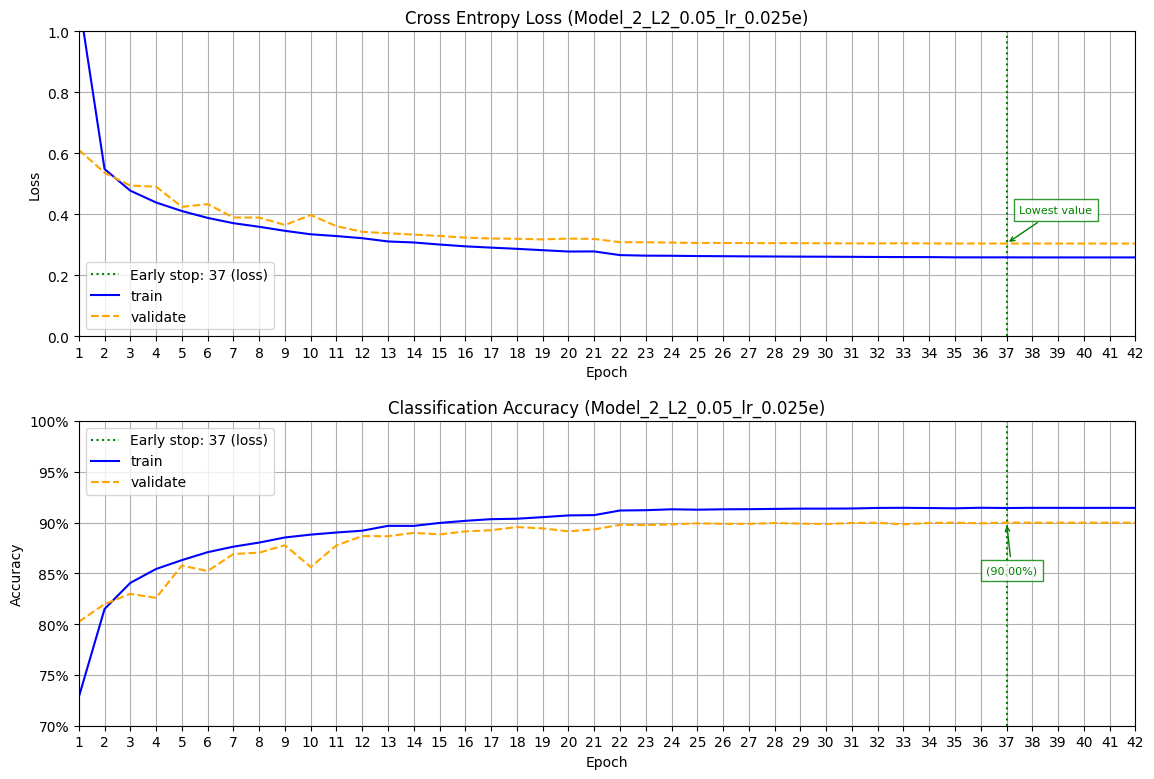 Cross Entropy Loss (Model_2_L2_0.05_lr_0.025e)
1.0
0.8
0.6
0.4
0.2
0.0
Loss
Lowest value
Early stop: 37 (loss)
train
validate
1 2 3 4 5 6 7 8 9 10 11 12 13 14 15 16 17 18 19 20 21 22 23 24 25 26 27 28 29 30 31 32 33 34 35 36 37 38 39 40 41 42
Epoch
Classification Accuracy (Model_2_L2_0.05_lr_0.025e)
100%
95%
90%
85%
80%
75%
70%
Accuracy
Early stop: 37 (loss)
train
validate
(90.00%)
1 2 3 4 5 6 7 8 9 10 11 12 13 14 15 16 17 18 19 20 21 22 23 24 25 26 27 28 29 30 31 32 33 34 35 36 37 38 39 40 41 42
Epoch